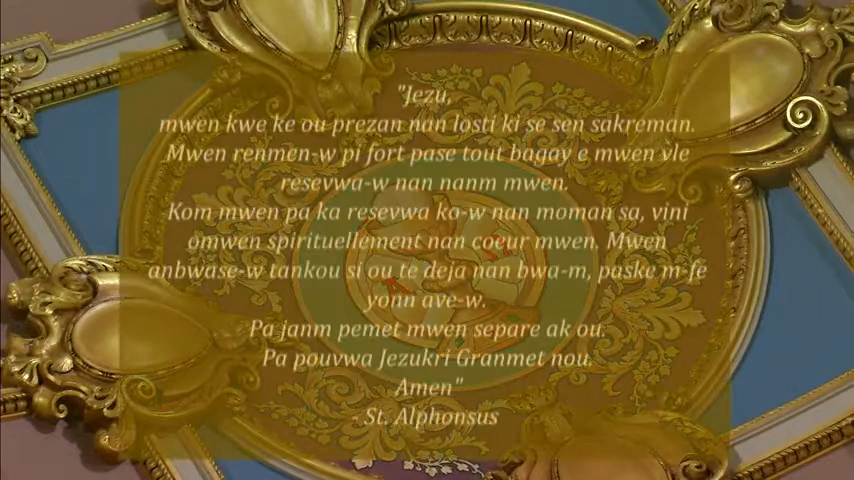 "Jezu,
mwen kwe ke ou prezan nan losti ki se sen sakreman.
Mwen renmen-w pi fort pase tout bagay e mwen vle
resevwa-w nan nanm mwen.
Kom mwen pa ka resevwa ko-w nan moman sa, vini
omwen spirituellement nan coeur mwen. Mwen
anbwase-w tankou si ou te deja nan bwa-m, paske m-fe
yonn ave-w.
Pa janm pemet mwen separe ak ou.
Pa pouvwa Jezukri Granmet nou.
Amen"
- St. Alphonsus